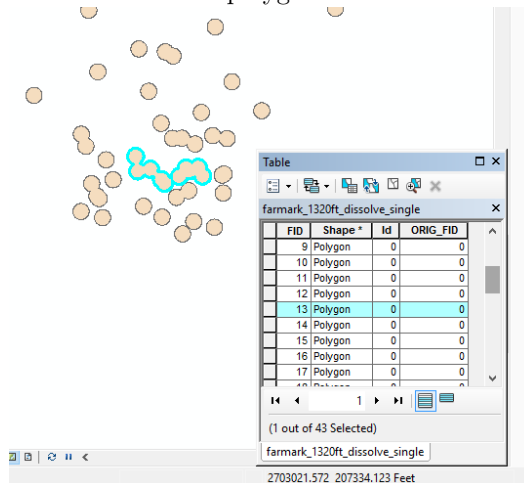 polyg
Table
farmark_1320ft_dissolve_single
FID Shape * Id ORIG_FID
9 Polygon 0 0
10 Polygon 0 0
11 Polygon 0 0
12 Polygon 0 0
13 Polygon 0 0
14 Polygon 0 0
15 Polygon 0 0
16 Polygon 0 0
17 Polygon 0 0
1
(1 out of 43 Selected)
farmark_1320ft_dissolve_single
2703021.572 207334.123 Feet